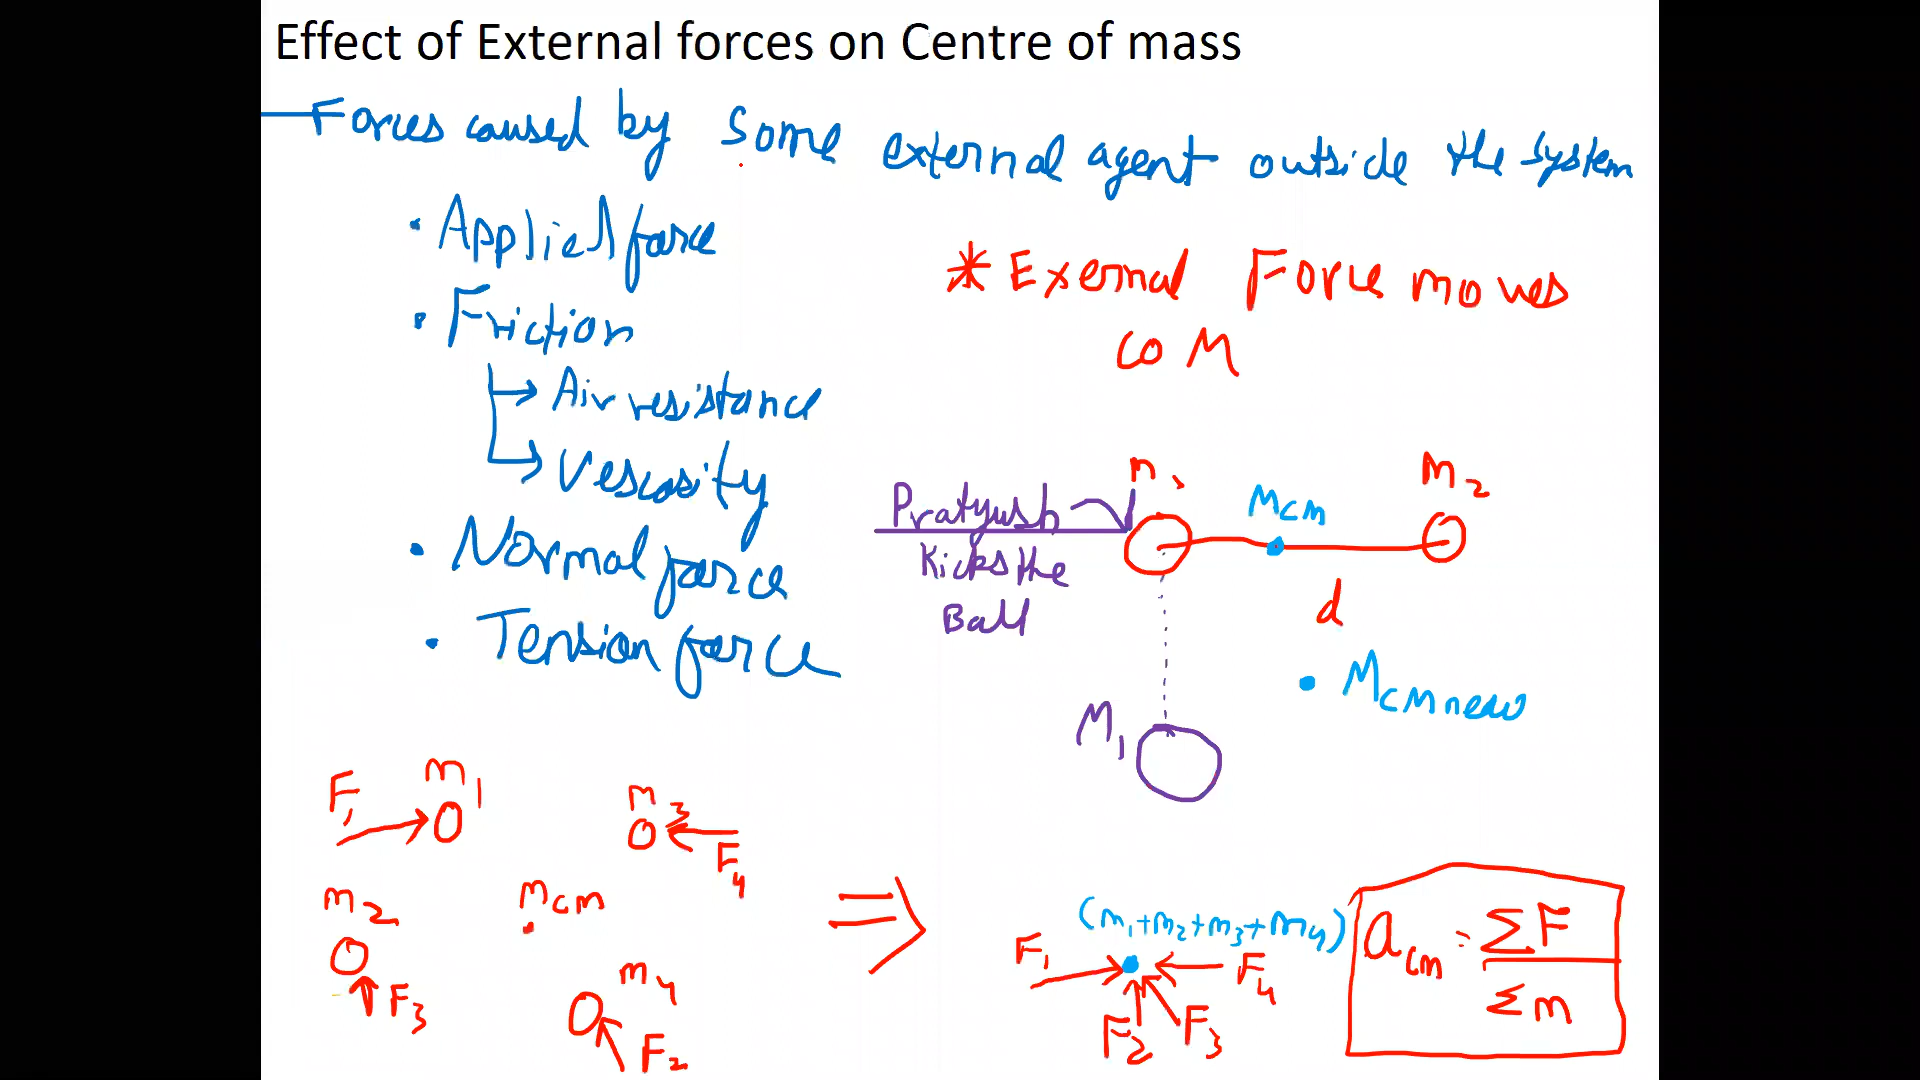 Effect of External forces on Centre of mass
Forces caused by some external agent outside the system
• Applied force
• Friction
→ Air resistance
→ Vescosity
• Normal force
• Tension force
* Exernal Force moves
CoM
m1
m2
Mcm
Pratyush
Kicks the
Ball
d
• Mcmnew
M1
F1
m1
m3
F4
m2
mcm
F3
m4
F2
⇒
(m1+m2+m3+m4)
F1
F4
F2
F3
acm = ΣF
Σm